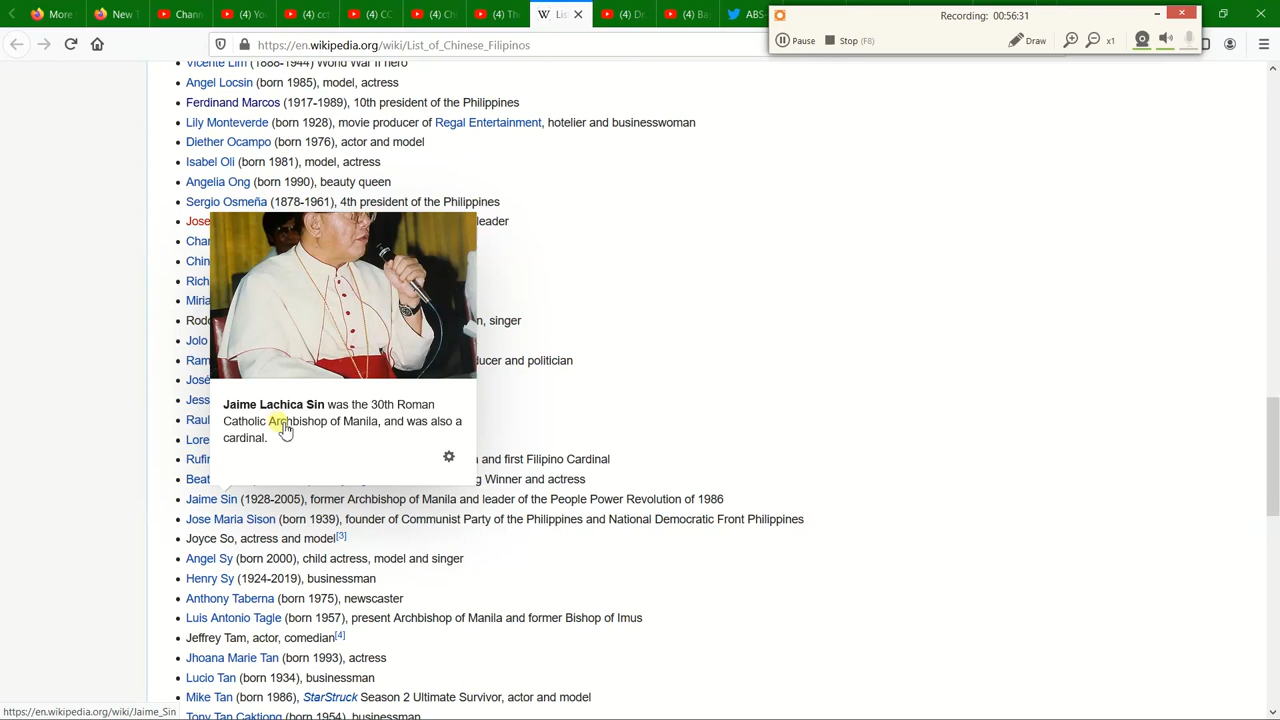 More
New T
Chann
(4) Yo
(4) cct
(4) CC
(4) Chi
(4) The
Lis
(4) Dr
(4) Ba
ABS-
Recording: 00:56:31
Pause
Stop (F8)
Draw
x1
https://en.wikipedia.org/wiki/List_of_Chinese_Filipinos
Vicente Lim (1888-1944) World War II hero
Angel Locsin (born 1985), model, actress
Ferdinand Marcos (1917-1989), 10th president of the Philippines
Lily Monteverde (born 1928), movie producer of Regal Entertainment, hotelier and businesswoman
Diether Ocampo (born 1976), actor and model
Isabel Oli (born 1981), model, actress
Angelia Ong (born 1990), beauty queen
Sergio Osmeña (1878-1961), 4th president of the Philippines
Jose leader
Char
Chin
Rich
Miria
Rodo n, singer
Jolo
Ram ducer and politician
José
Jess
Raul
Lore
Rufin and first Filipino Cardinal
Beat g Winner and actress
Jaime Lachica Sin was the 30th Roman
Catholic Archbishop of Manila, and was also a
cardinal.
Jaime Sin (1928-2005), former Archbishop of Manila and leader of the People Power Revolution of 1986
Jose Maria Sison (born 1939), founder of Communist Party of the Philippines and National Democratic Front Philippines
Joyce So, actress and model[3]
Angel Sy (born 2000), child actress, model and singer
Henry Sy (1924-2019), businessman
Anthony Taberna (born 1975), newscaster
Luis Antonio Tagle (born 1957), present Archbishop of Manila and former Bishop of Imus
Jeffrey Tam, actor, comedian[4]
Jhoana Marie Tan (born 1993), actress
Lucio Tan (born 1934), businessman
Mike Tan (born 1986), StarStruck Season 2 Ultimate Survivor, actor and model
Tony Tan Caktiong (born 1954), businessman
https://en.wikipedia.org/wiki/Jaime_Sin